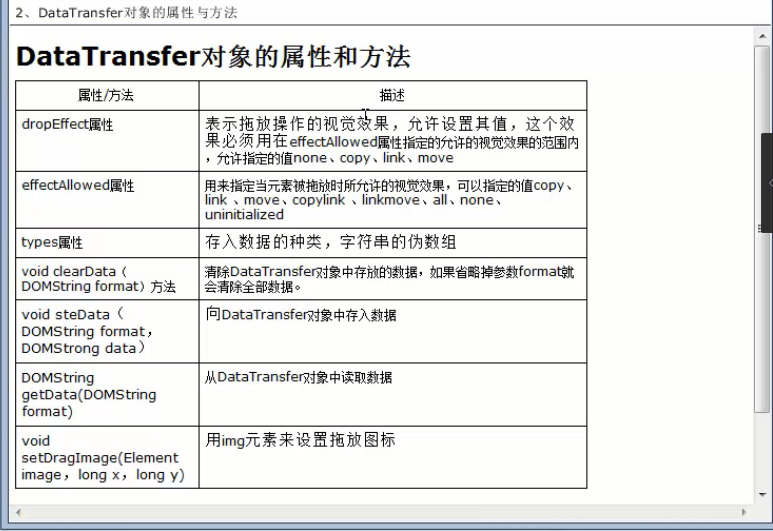 2、DataTransfer对象的属性与方法
DataTransfer对象的属性和方法
属性/方法
描述
dropEffect属性
表示拖放操作的视觉效果，允许设置其值，这个效
果必须用在effectAllowed属性指定的允许的视觉效果的范围内
，允许指定的值none、copy、link、move
effectAllowed属性
用来指定当元素被拖放时所允许的视觉效果，可以指定的值copy、
link 、move、copylink 、linkmove、all、none、
uninitialized
types属性
存入数据的种类，字符串的伪数组
void clearData（
DOMString format）方法
清除DataTransfer对象中存放的数据，如果省略掉参数format就
会清除全部数据。
void steData（
DOMString format，
DOMStrong data）
向DataTransfer对象中存入数据
DOMString
getData(DOMString
format)
从DataTransfer对象中读取数据
void
setDragImage(Element
image，long x，long y)
用img元素来设置拖放图标